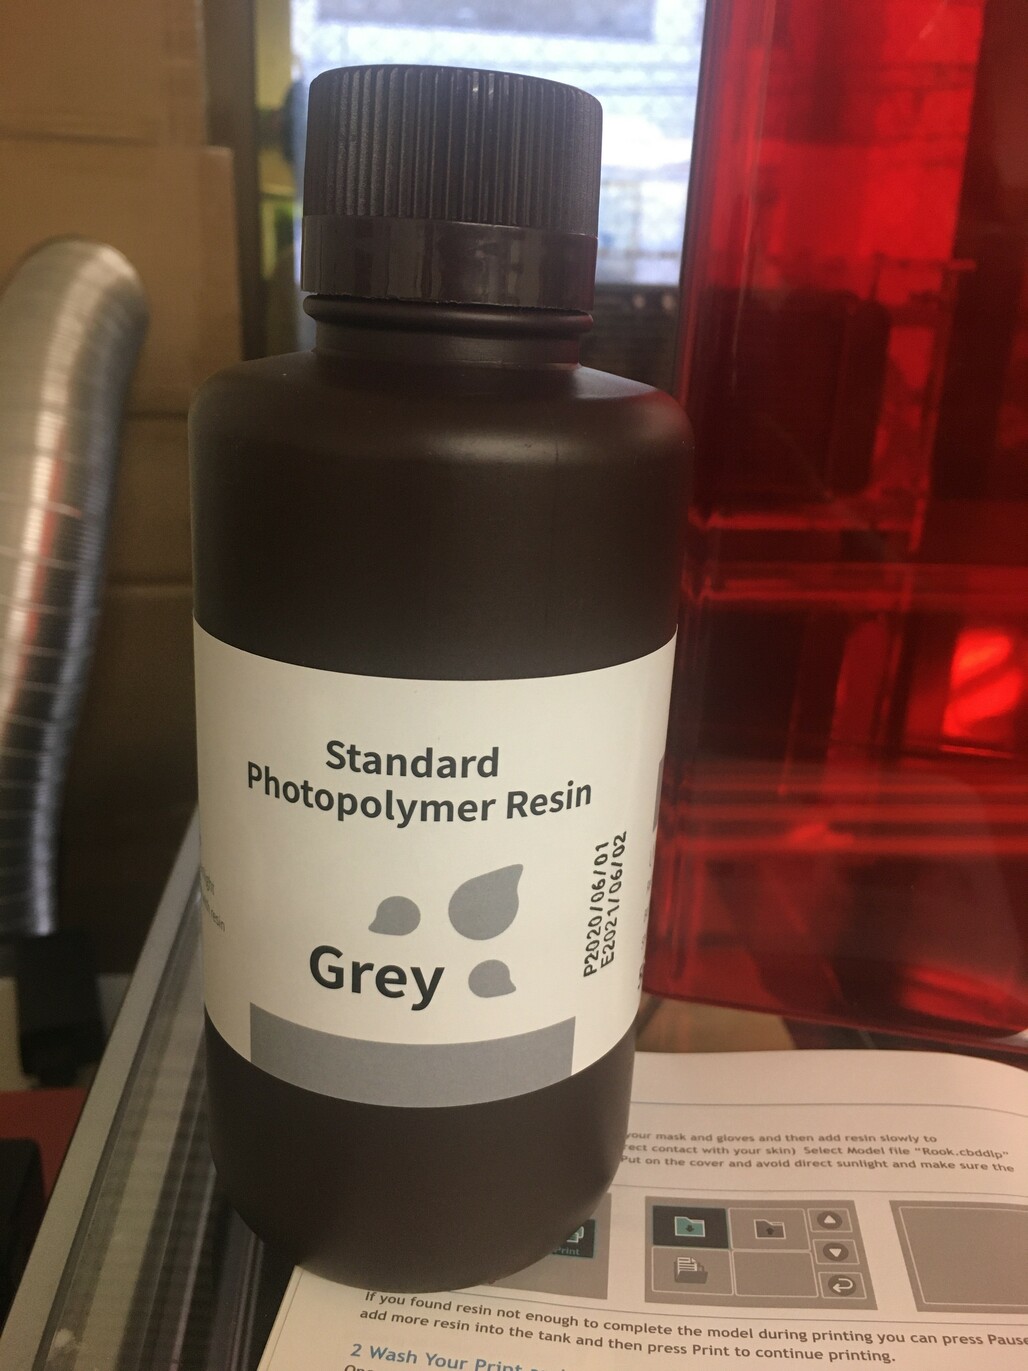 Standard
Photopolymer Resin
Grey
P2020/06/01
E2021/06/02
your mask and gloves and then add resin slowly to
contact with your skin) Select Model file "Rook.cbddlp"
Put on the cover and avoid direct sunlight and make sure the
Print
If you found resin not enough to complete the model during printing you can press Pause
add more resin into the tank and then press Print to continue printing.
2 Wash Your Print